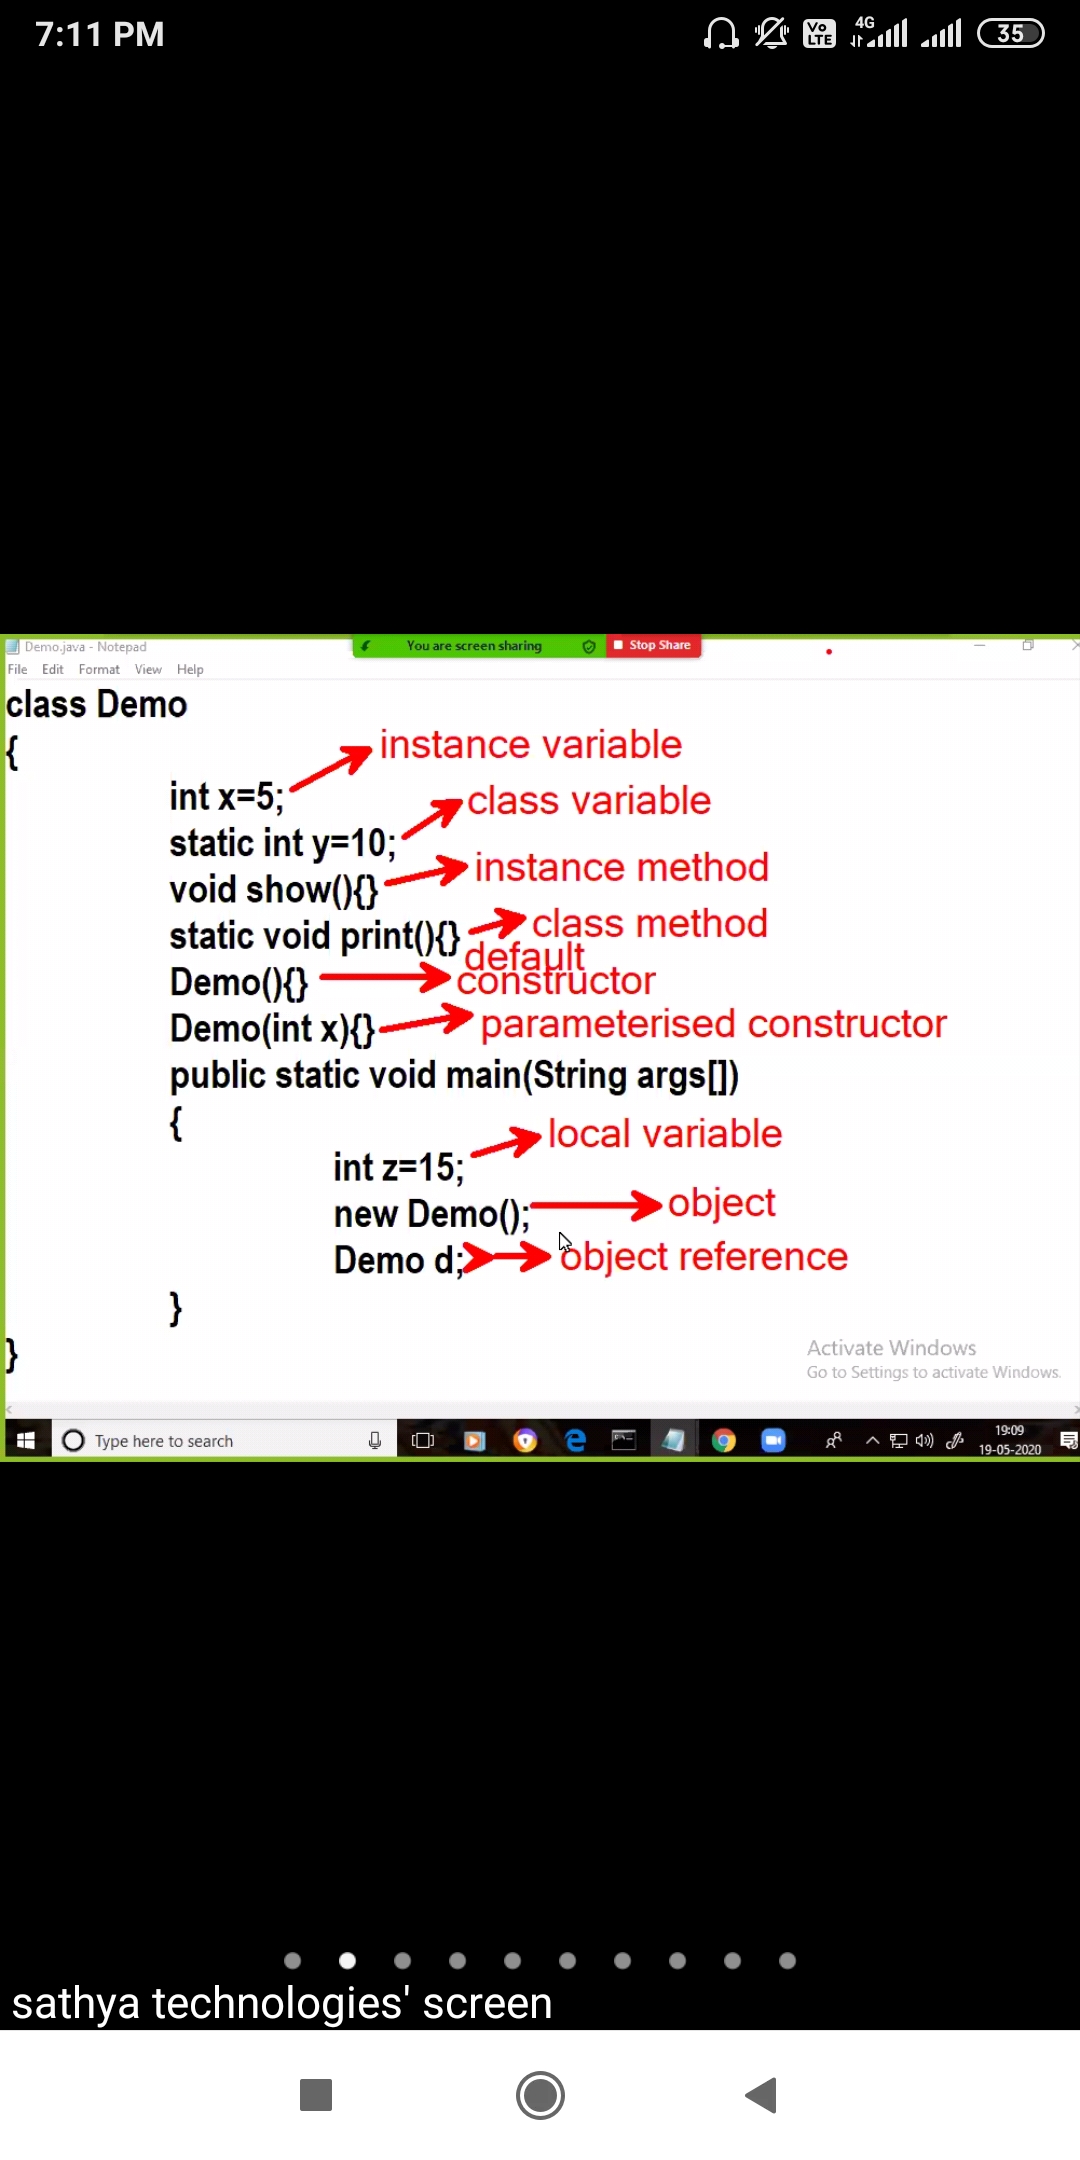 7:11 PM
Vo LTE 4G 35
Demo.java - Notepad
You are screen sharing Stop Share
File Edit Format View Help
class Demo
{
instance variable
int x=5;
class variable
static int y=10;
instance method
void show(){}
class method
static void print(){}
default
Demo(){} constructor
Demo(int x){} parameterised constructor
public static void main(String args[])
{
local variable
int z=15;
new Demo(); object
Demo d; object reference
}
}
Activate Windows
Go to Settings to activate Windows.
Type here to search
19:09
19-05-2020
sathya technologies' screen